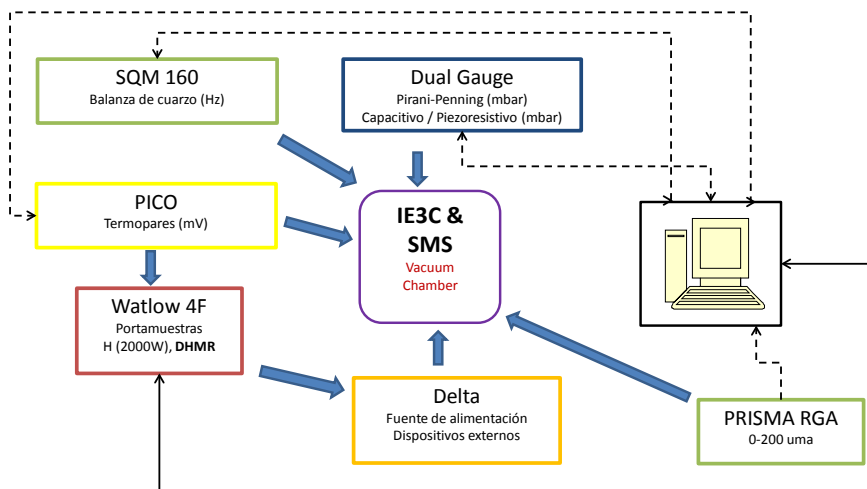 SQM 160
Balanza de cuarzo (Hz)
Dual Gauge
Pirani-Penning (mbar)
Capacitivo / Piezoresistivo (mbar)
PICO
Termopares (mV)
IE3C &
SMS
Vacuum
Chamber
Watlow 4F
Portamuestras
H (2000W), DHMR
Delta
Fuente de alimentación
Dispositivos externos
PRISMA RGA
0-200 uma